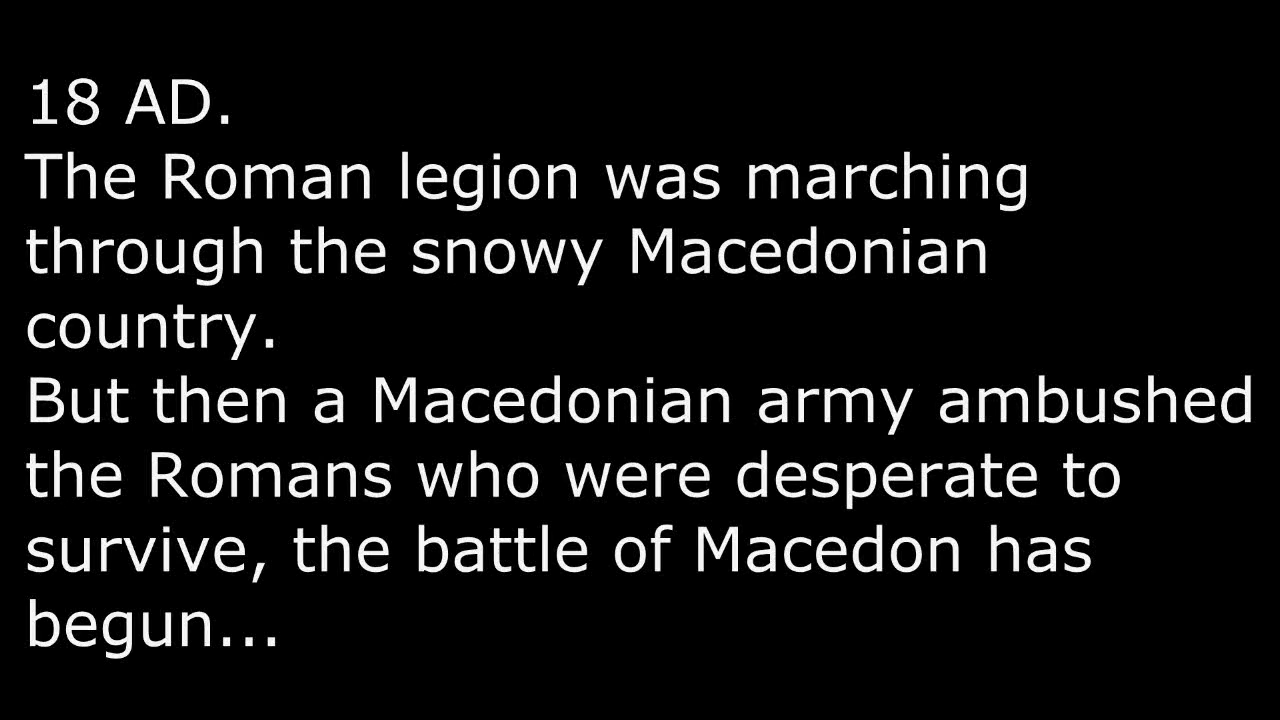 18 AD.
The Roman legion was marching
through the snowy Macedonian
country.
But then a Macedonian army ambushed
the Romans who were desperate to
survive, the battle of Macedon has
begun...